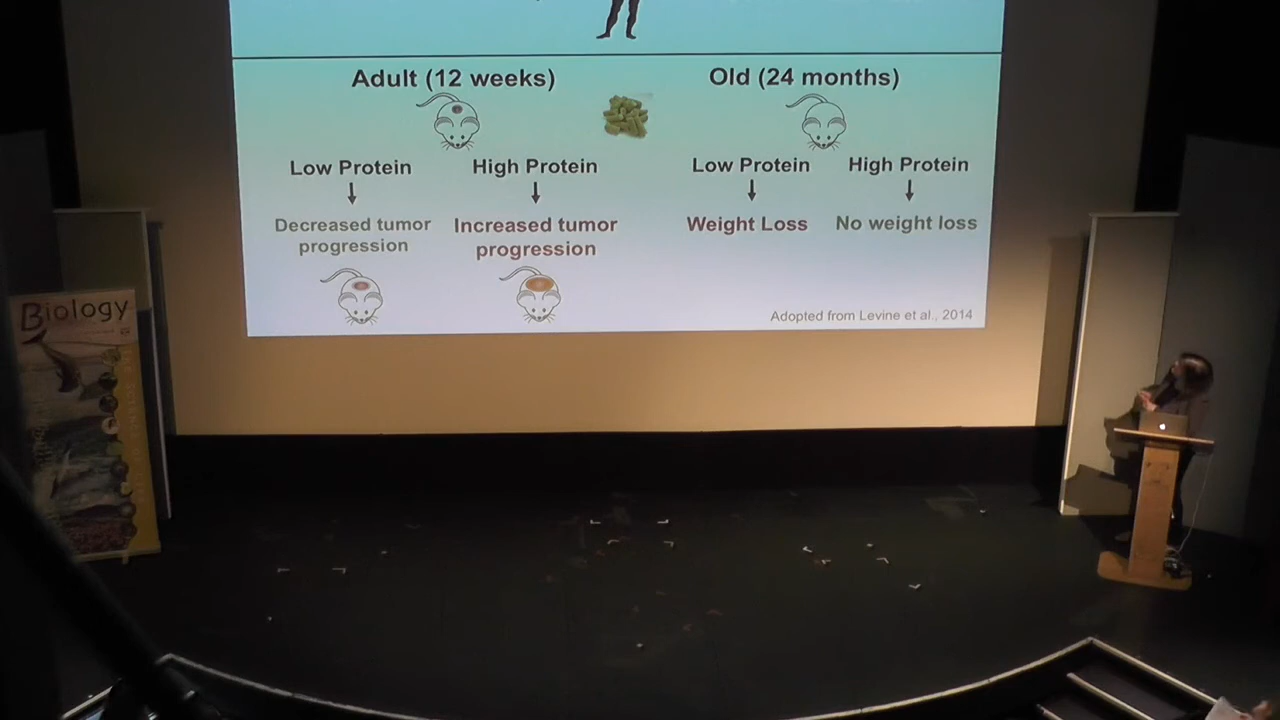 Adult (12 weeks)
Old (24 months)
Low Protein
High Protein
Low Protein
High Protein
Decreased tumor
progression
Increased tumor
progression
Weight Loss
No weight loss
Adopted from Levine et al., 2014
Biology